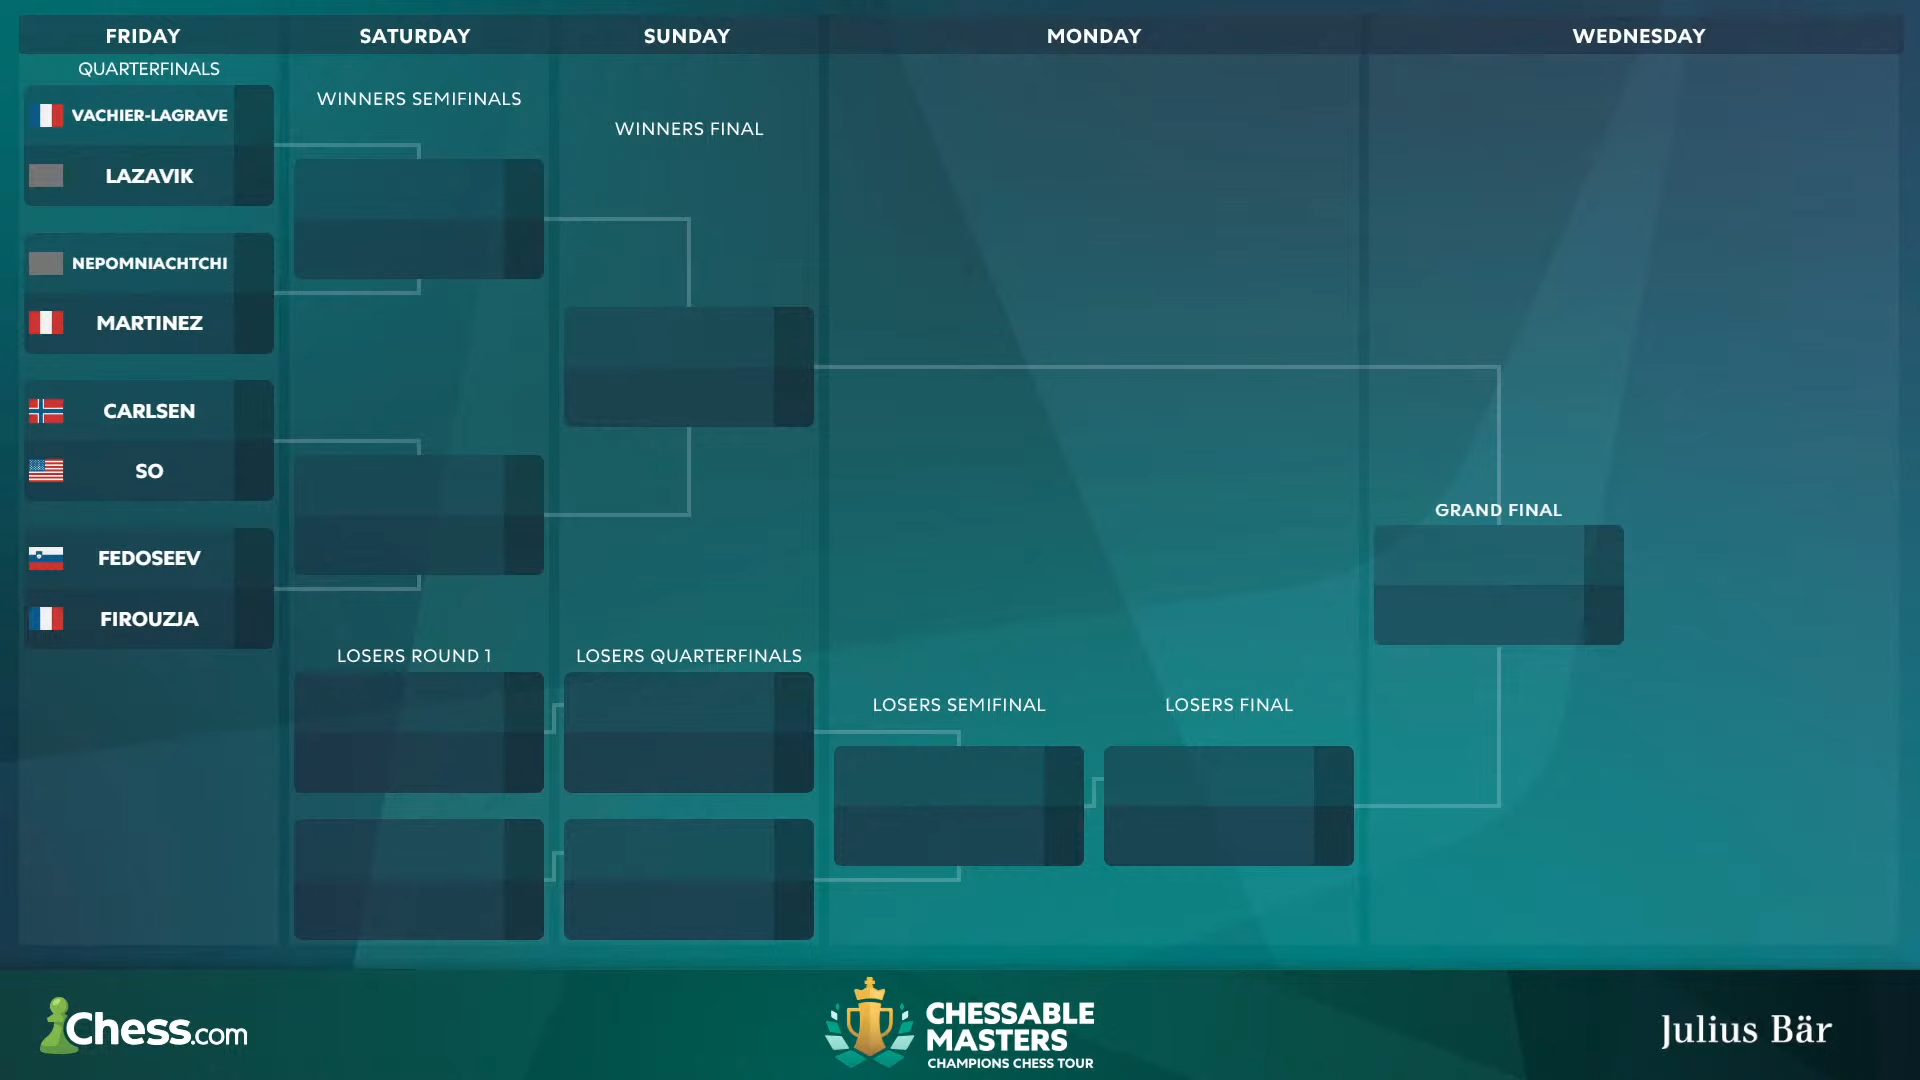 FRIDAY
SATURDAY
SUNDAY
MONDAY
WEDNESDAY
QUARTERFINALS
VACHIER-LAGRAVE
LAZAVIK
NEPOMNIACHTCHI
MARTINEZ
CARLSEN
SO
FEDOSEEV
FIROUZJA
WINNERS SEMIFINALS
WINNERS FINAL
LOSERS ROUND 1
LOSERS QUARTERFINALS
LOSERS SEMIFINAL
LOSERS FINAL
GRAND FINAL
Chess.com
CHESSABLE
MASTERS
CHAMPIONS CHESS TOUR
Julius Bär